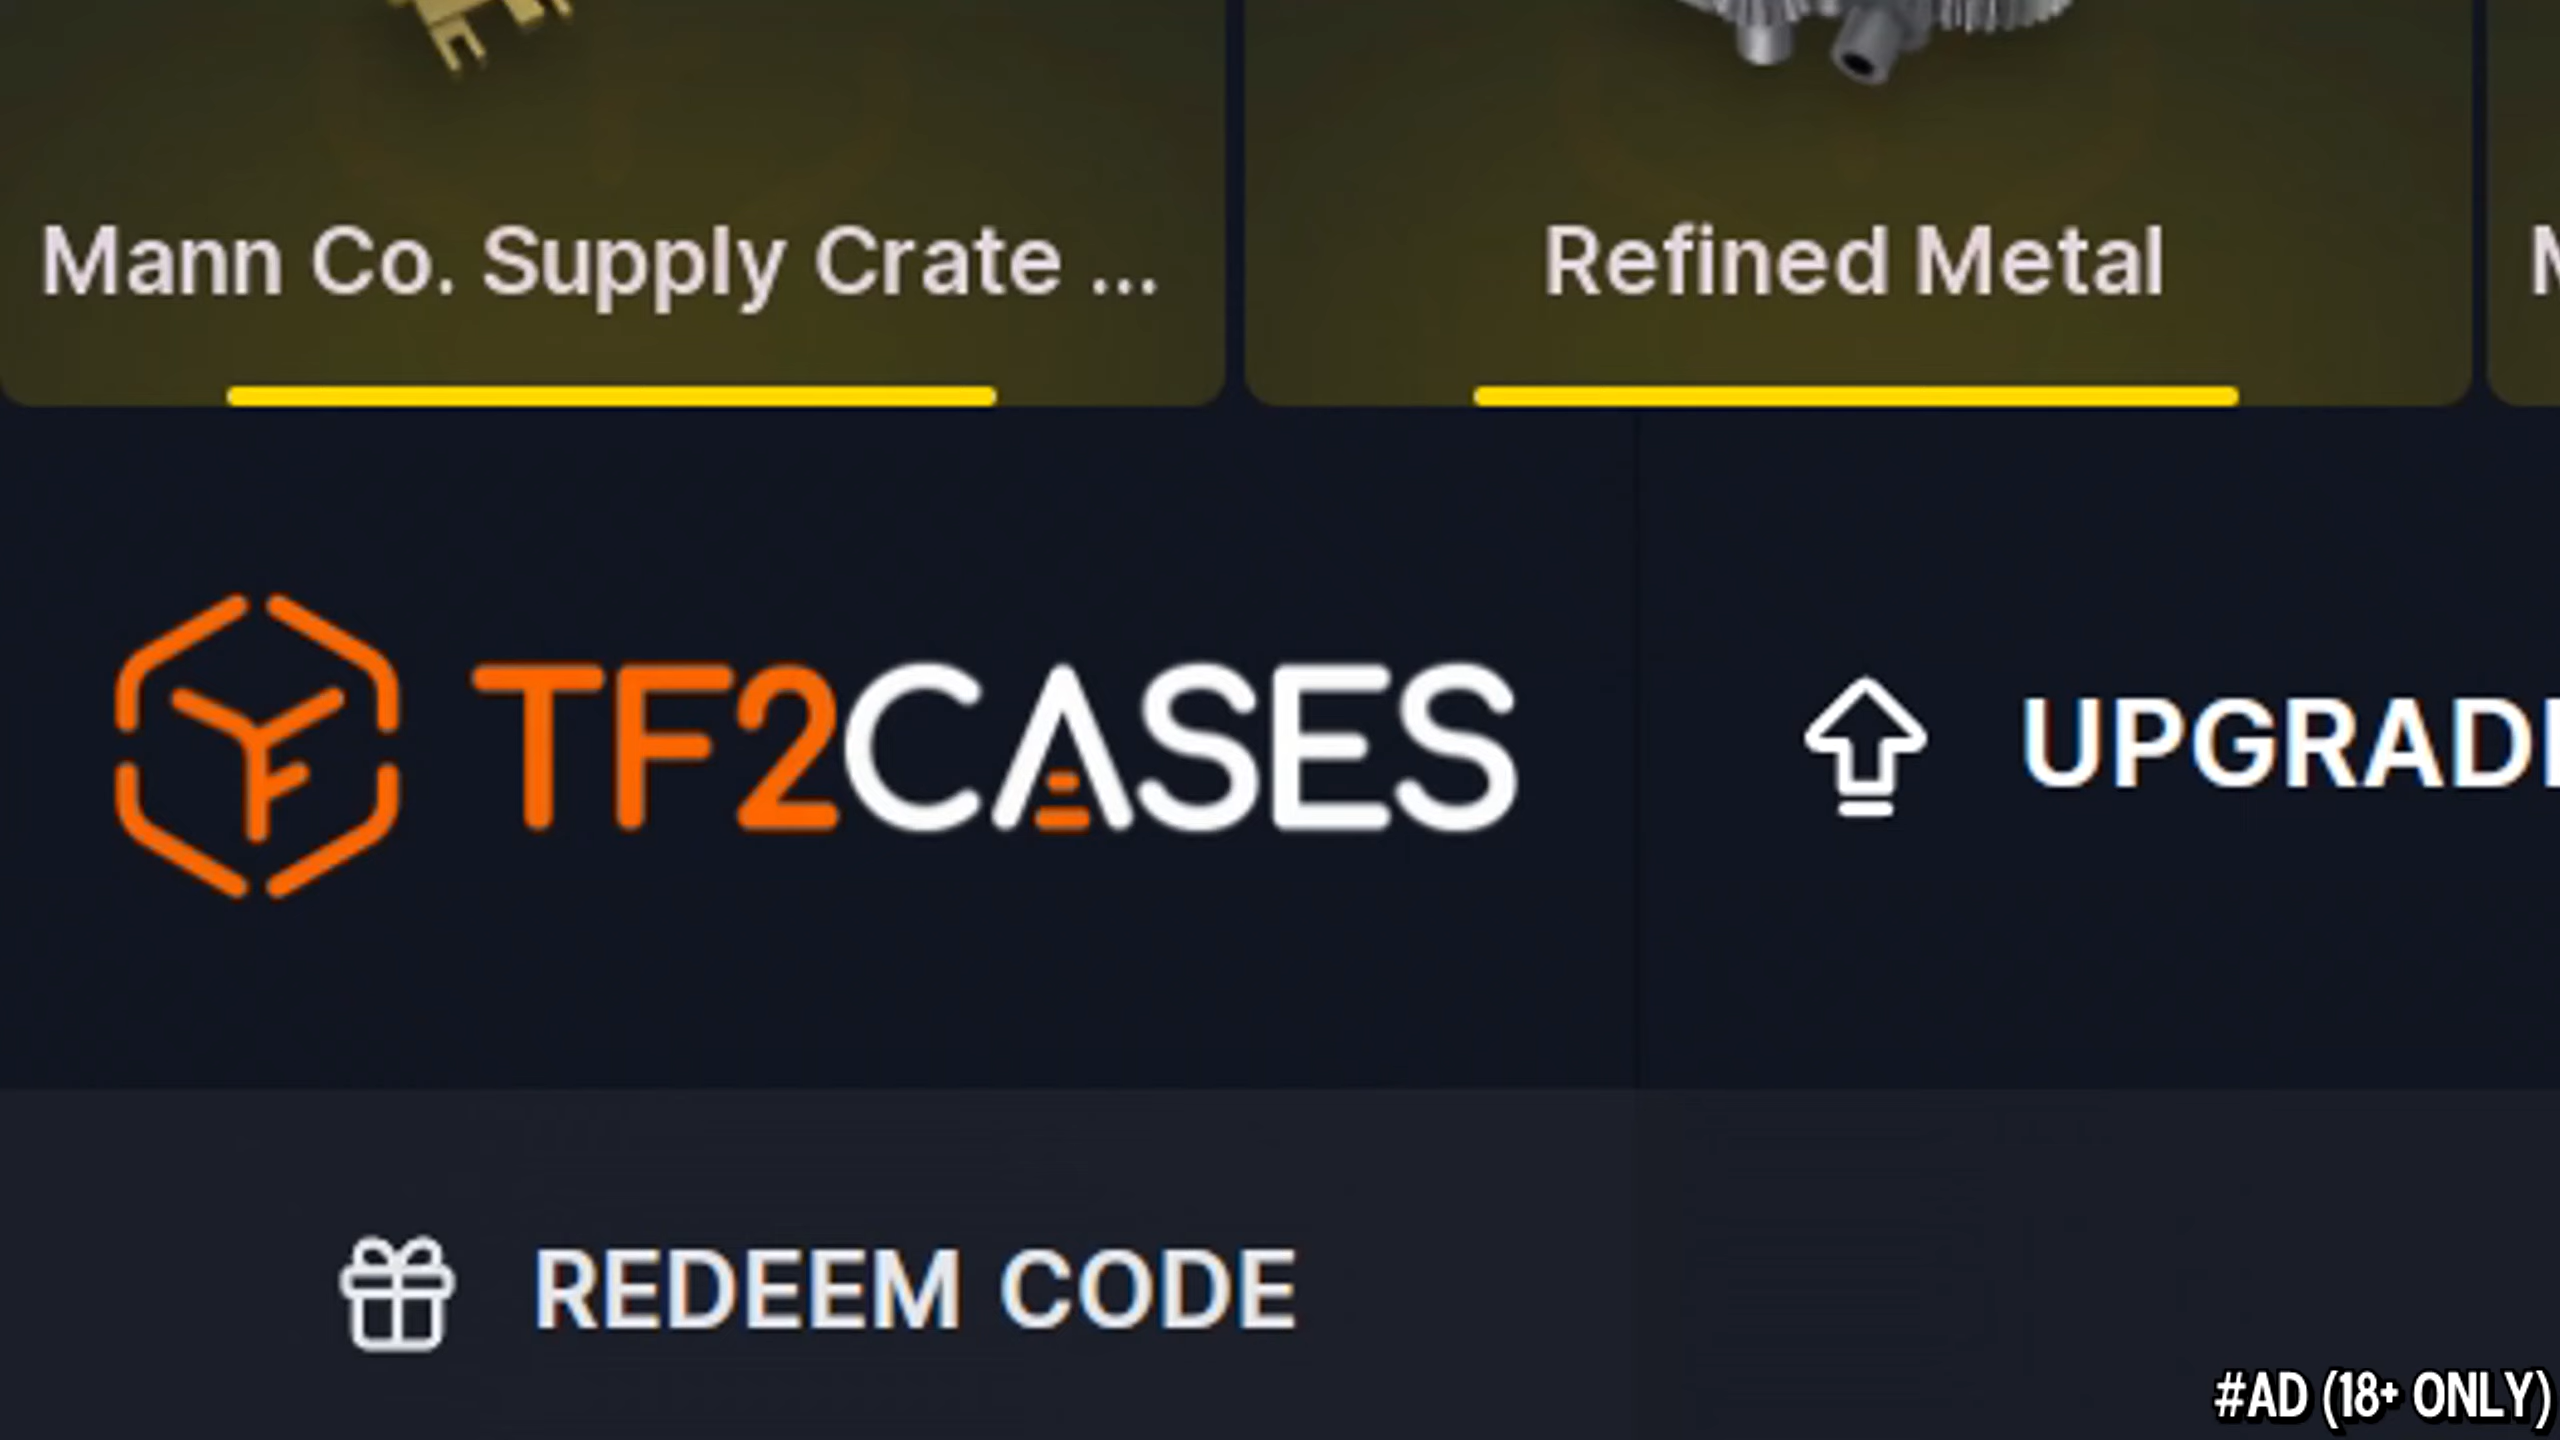 Mann Co. Supply Crate ...
Refined Metal
TF2CASES
UPGRAD
REDEEM CODE
#AD (18+ ONLY)